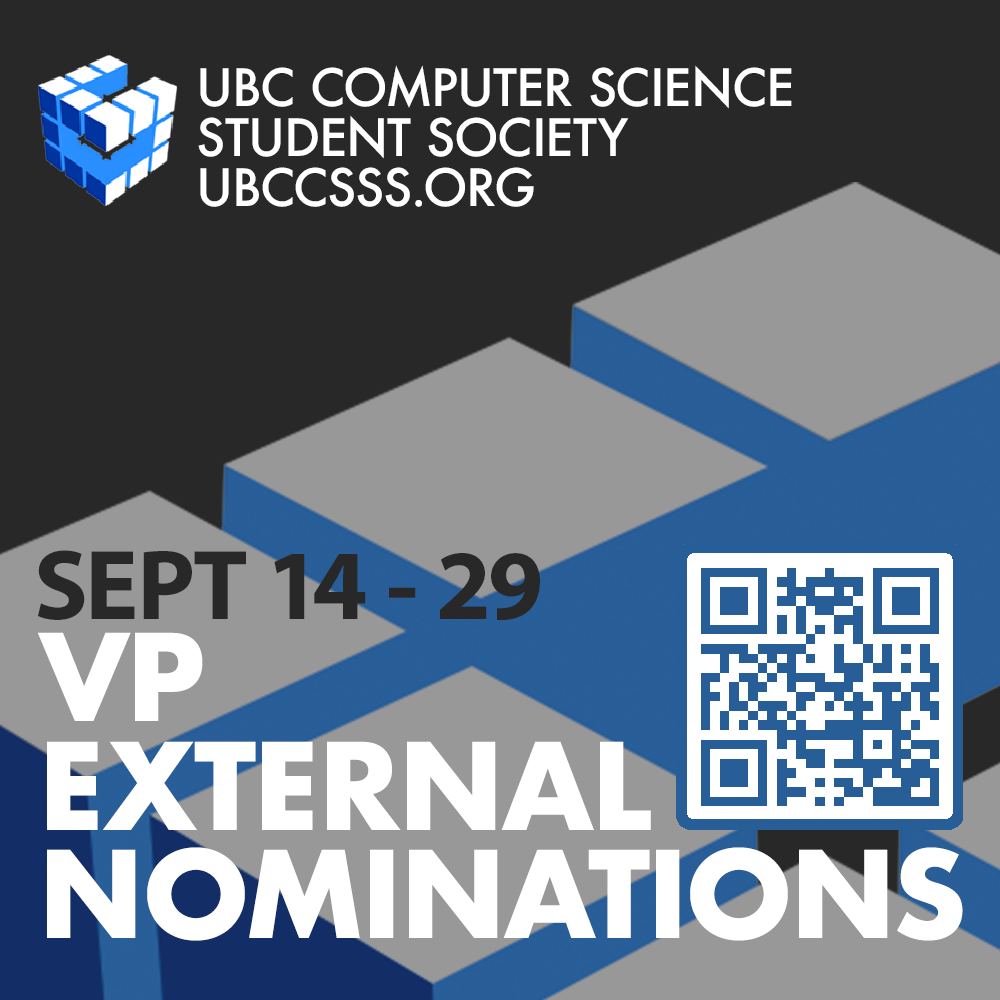 UBC COMPUTER SCIENCE
STUDENT SOCIETY
UBCCSSS.ORG
SEPT 14 - 29
VP
EXTERNAL
NOMINATIONS